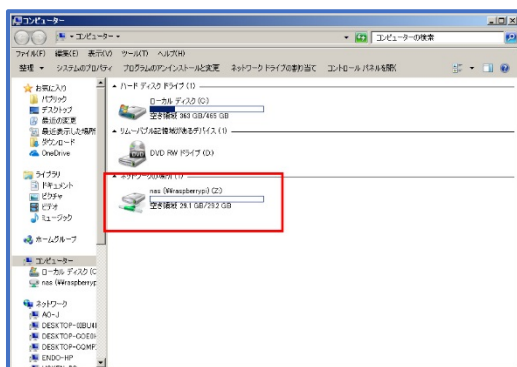 コンピューター
コンピューター
コンピューターの検索
ファイル(F) 編集(E) 表示(V) ツール(T) ヘルプ(H)
整理 システムのプロパティ プログラムのアンインストールと変更 ネットワーク ドライブの割り当て コントロール パネルを開く
お気に入り
パブリック
デスクトップ
最近の変更
最近表示した場所
ダウンロード
OneDrive
ライブラリ
ドキュメント
ピクチャ
ビデオ
ミュージック
ホームグループ
コンピューター
ローカル ディスク (C
nas (¥¥raspberryp
ネットワーク
AO-J
ENDO-HP
ハード ディスク ドライブ (1)
ローカル ディスク (C:)
空き領域 363 GB/465 GB
リムーバブル記憶域があるデバイス (1)
DVD RW ドライブ (D:)
ネットワークの場所 (1)
nas (¥¥raspberrypi) (Z:)
空き領域 29.1 GB/29.2 GB